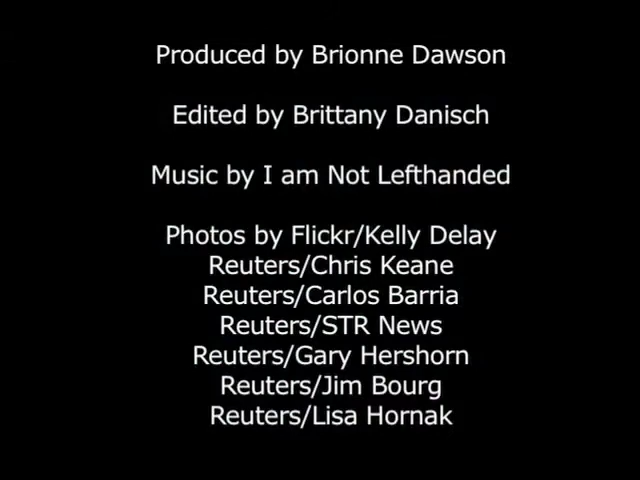 Produced by Brionne Dawson
Edited by Brittany Danisch
Music by I am Not Lefthanded
Photos by Flickr/Kelly Delay
Reuters/Chris Keane
Reuters/Carlos Barria
Reuters/STR News
Reuters/Gary Hershorn
Reuters/Jim Bourg
Reuters/Lisa Hornak